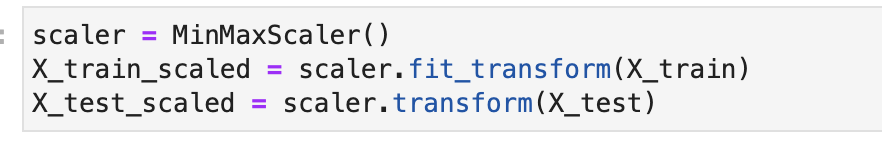 scaler = MinMaxScaler()
X_train_scaled = scaler.fit_transform(X_train)
X_test_scaled = scaler.transform(X_test)